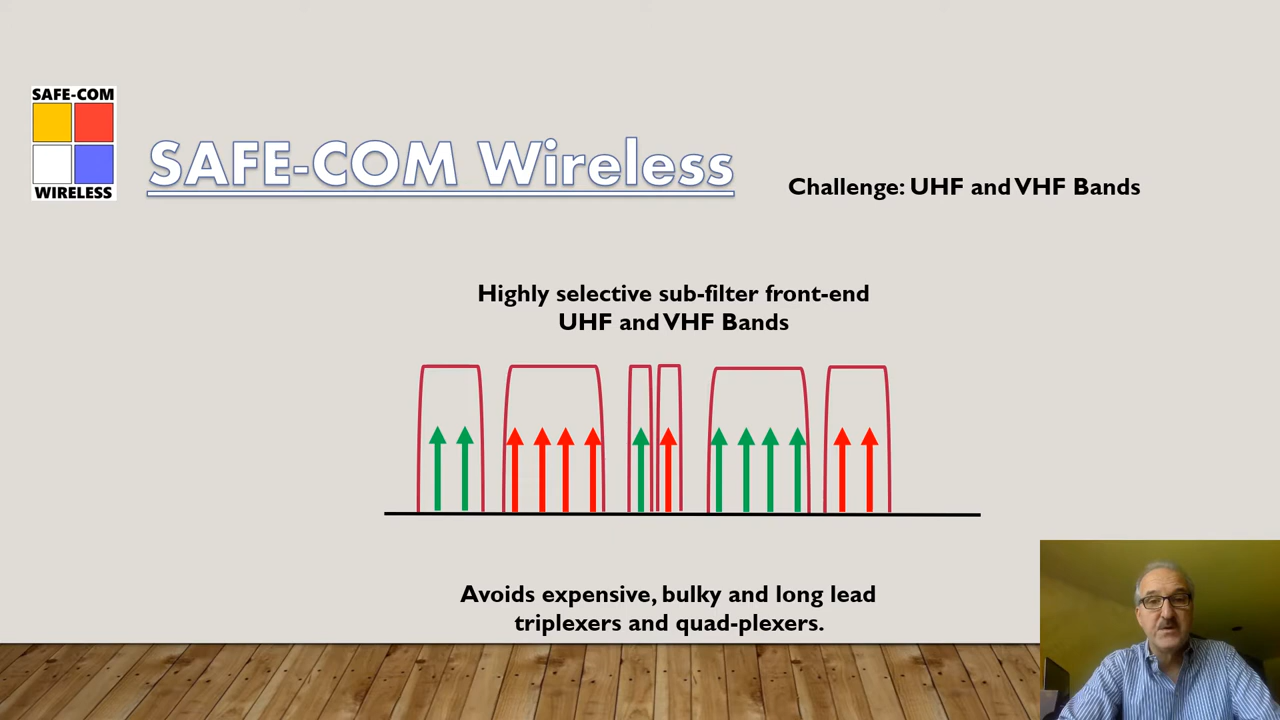 SAFE-COM
WIRELESS
SAFE-COM Wireless
Challenge: UHF and VHF Bands
Highly selective sub-filter front-end
UHF and VHF Bands
Avoids expensive, bulky and long lead
triplexers and quad-plexers.